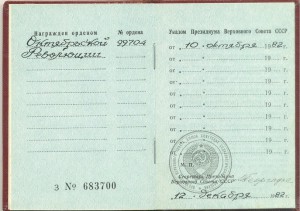 Награжден орденом № ордена
Октябрьской 99704
Революции
З № 683700
Указом Президиума Верховного Совета СССР
от 10 октября 1982 г.
от „ „ 19 г.
от „ „ 19 г.
от „ „ 19 г.
от „ „ 19 г.
от „ „ 19 г.
от „ „ 19 г.
от „ „ 19 г.
М. П.
Секретарь Президиума
Верховного Совета СССР
12 декабря 1982 г.